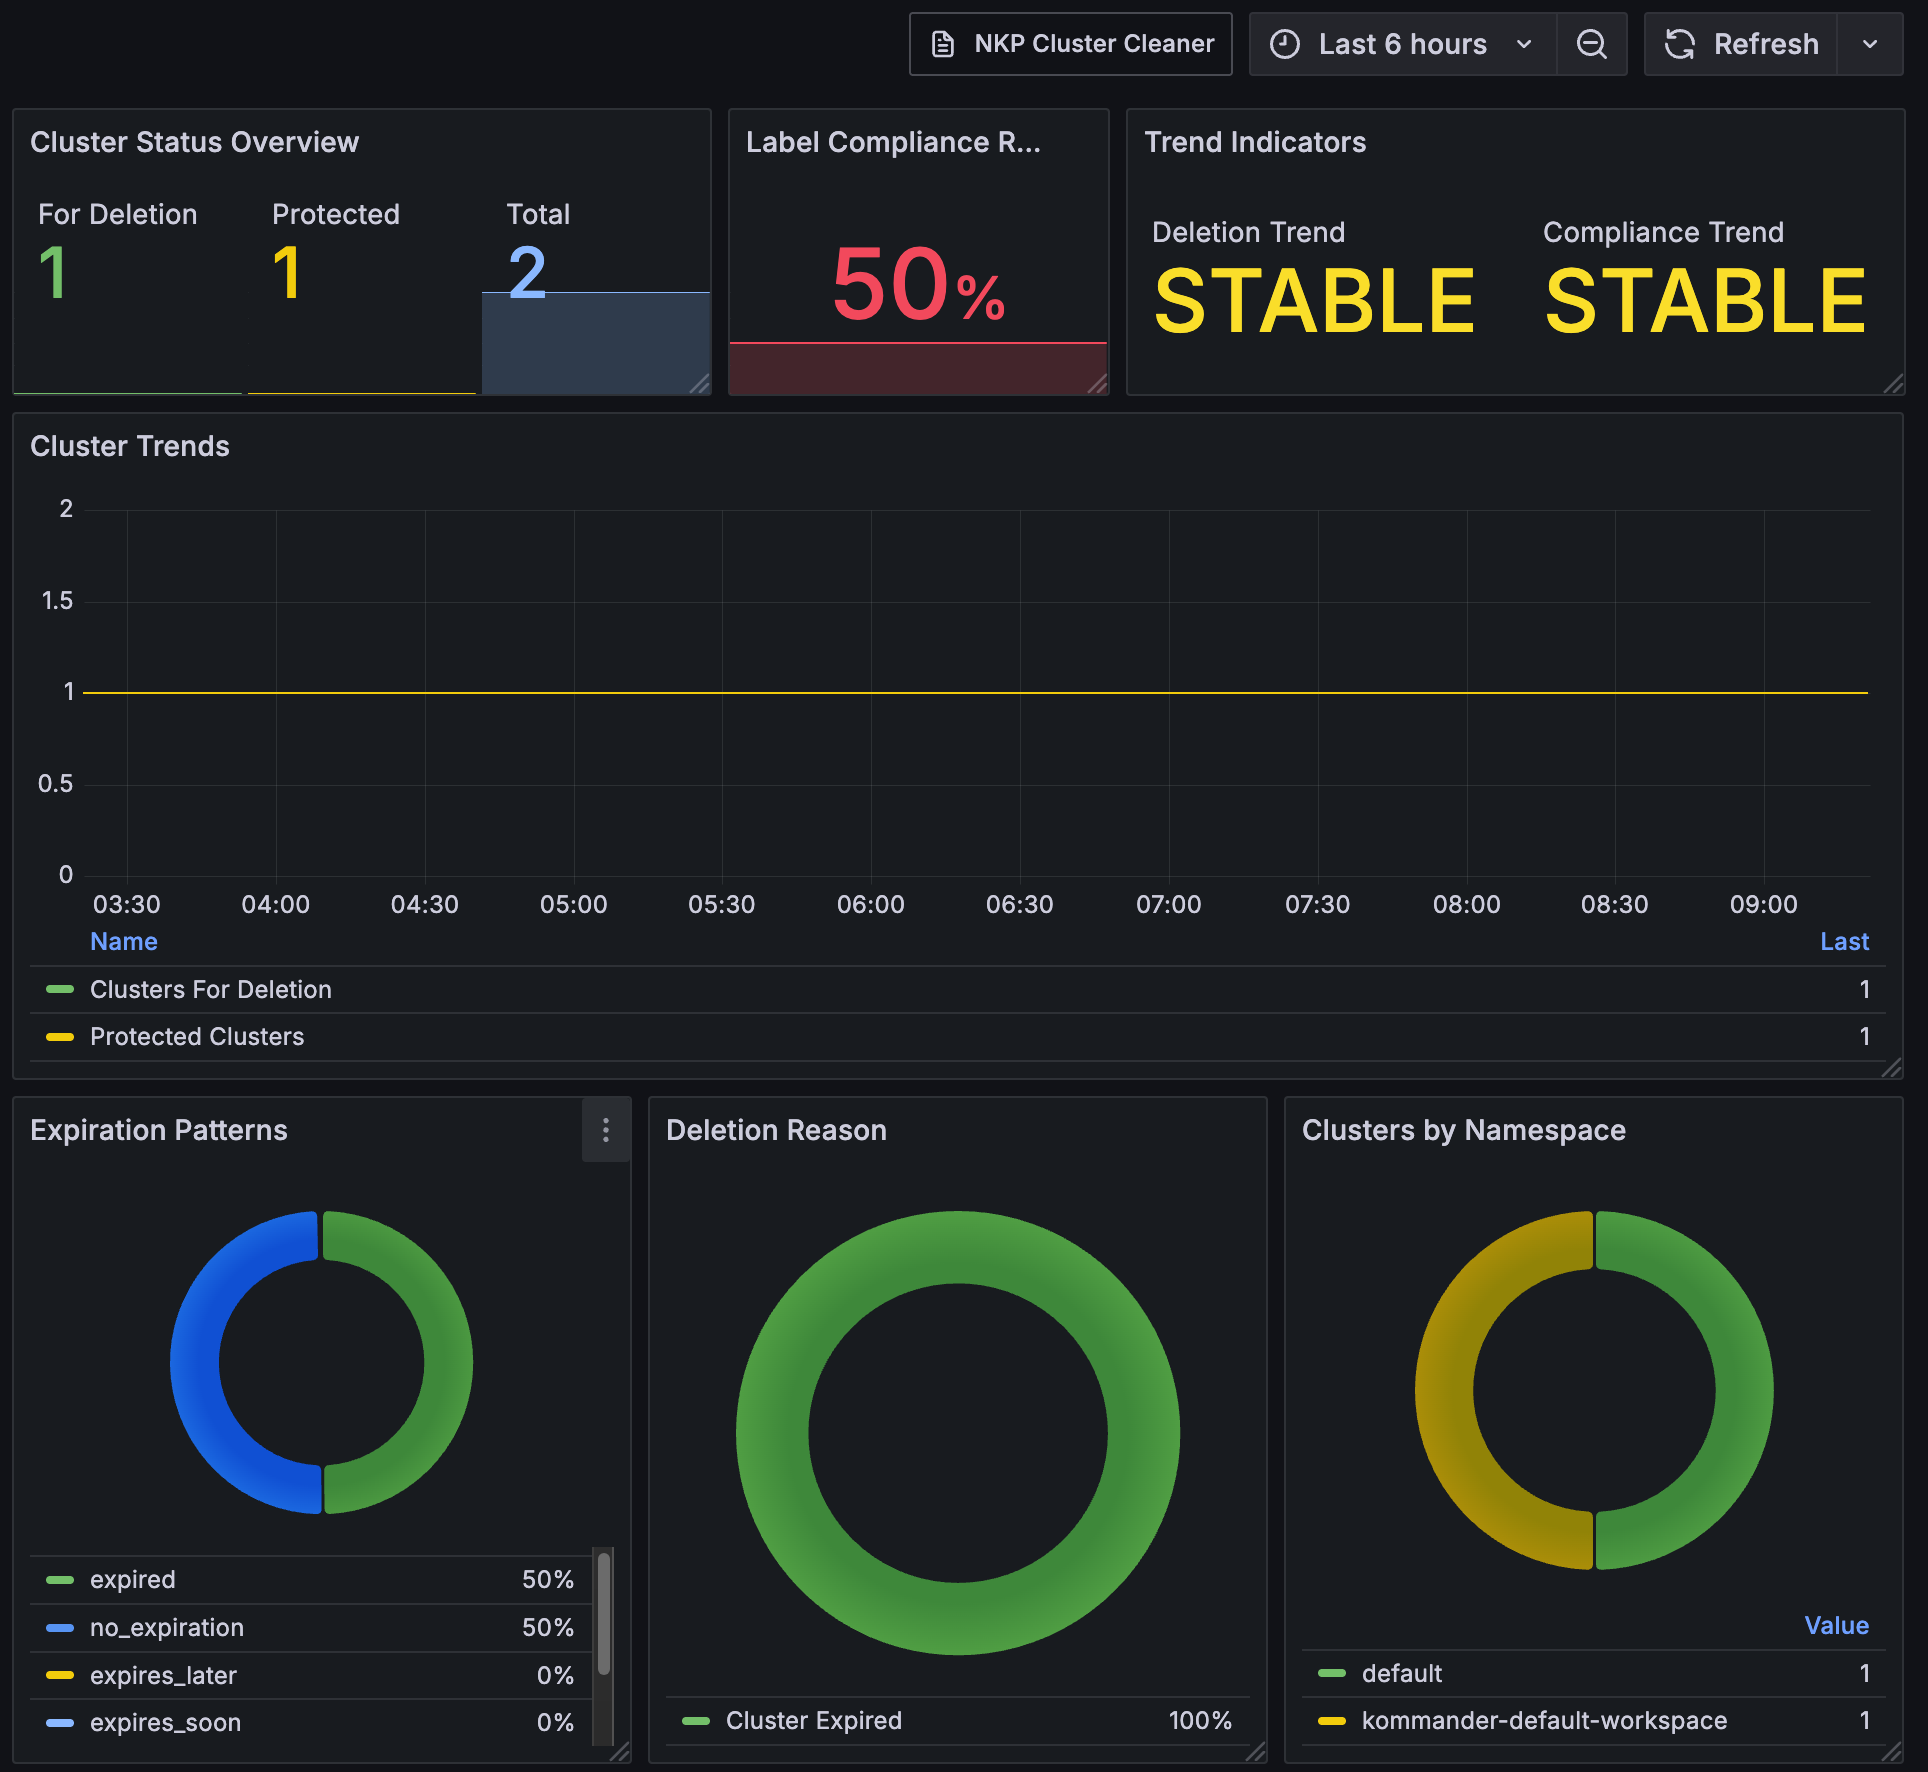 NKP Cluster Cleaner
Last 6 hours
Refresh
Cluster Status Overview
For Deletion
1
Protected
1
Total
2
Label Compliance R...
50%
Trend Indicators
Deletion Trend
STABLE
Compliance Trend
STABLE
Cluster Trends
2
1.5
1
0.5
0
03:30 04:00 04:30 05:00 05:30 06:00 06:30 07:00 07:30 08:00 08:30 09:00
Name Last
Clusters For Deletion 1
Protected Clusters 1
Expiration Patterns
expired 50%
no_expiration 50%
expires_later 0%
expires_soon 0%
Deletion Reason
Cluster Expired 100%
Clusters by Namespace
Value
default 1
kommander-default-workspace 1